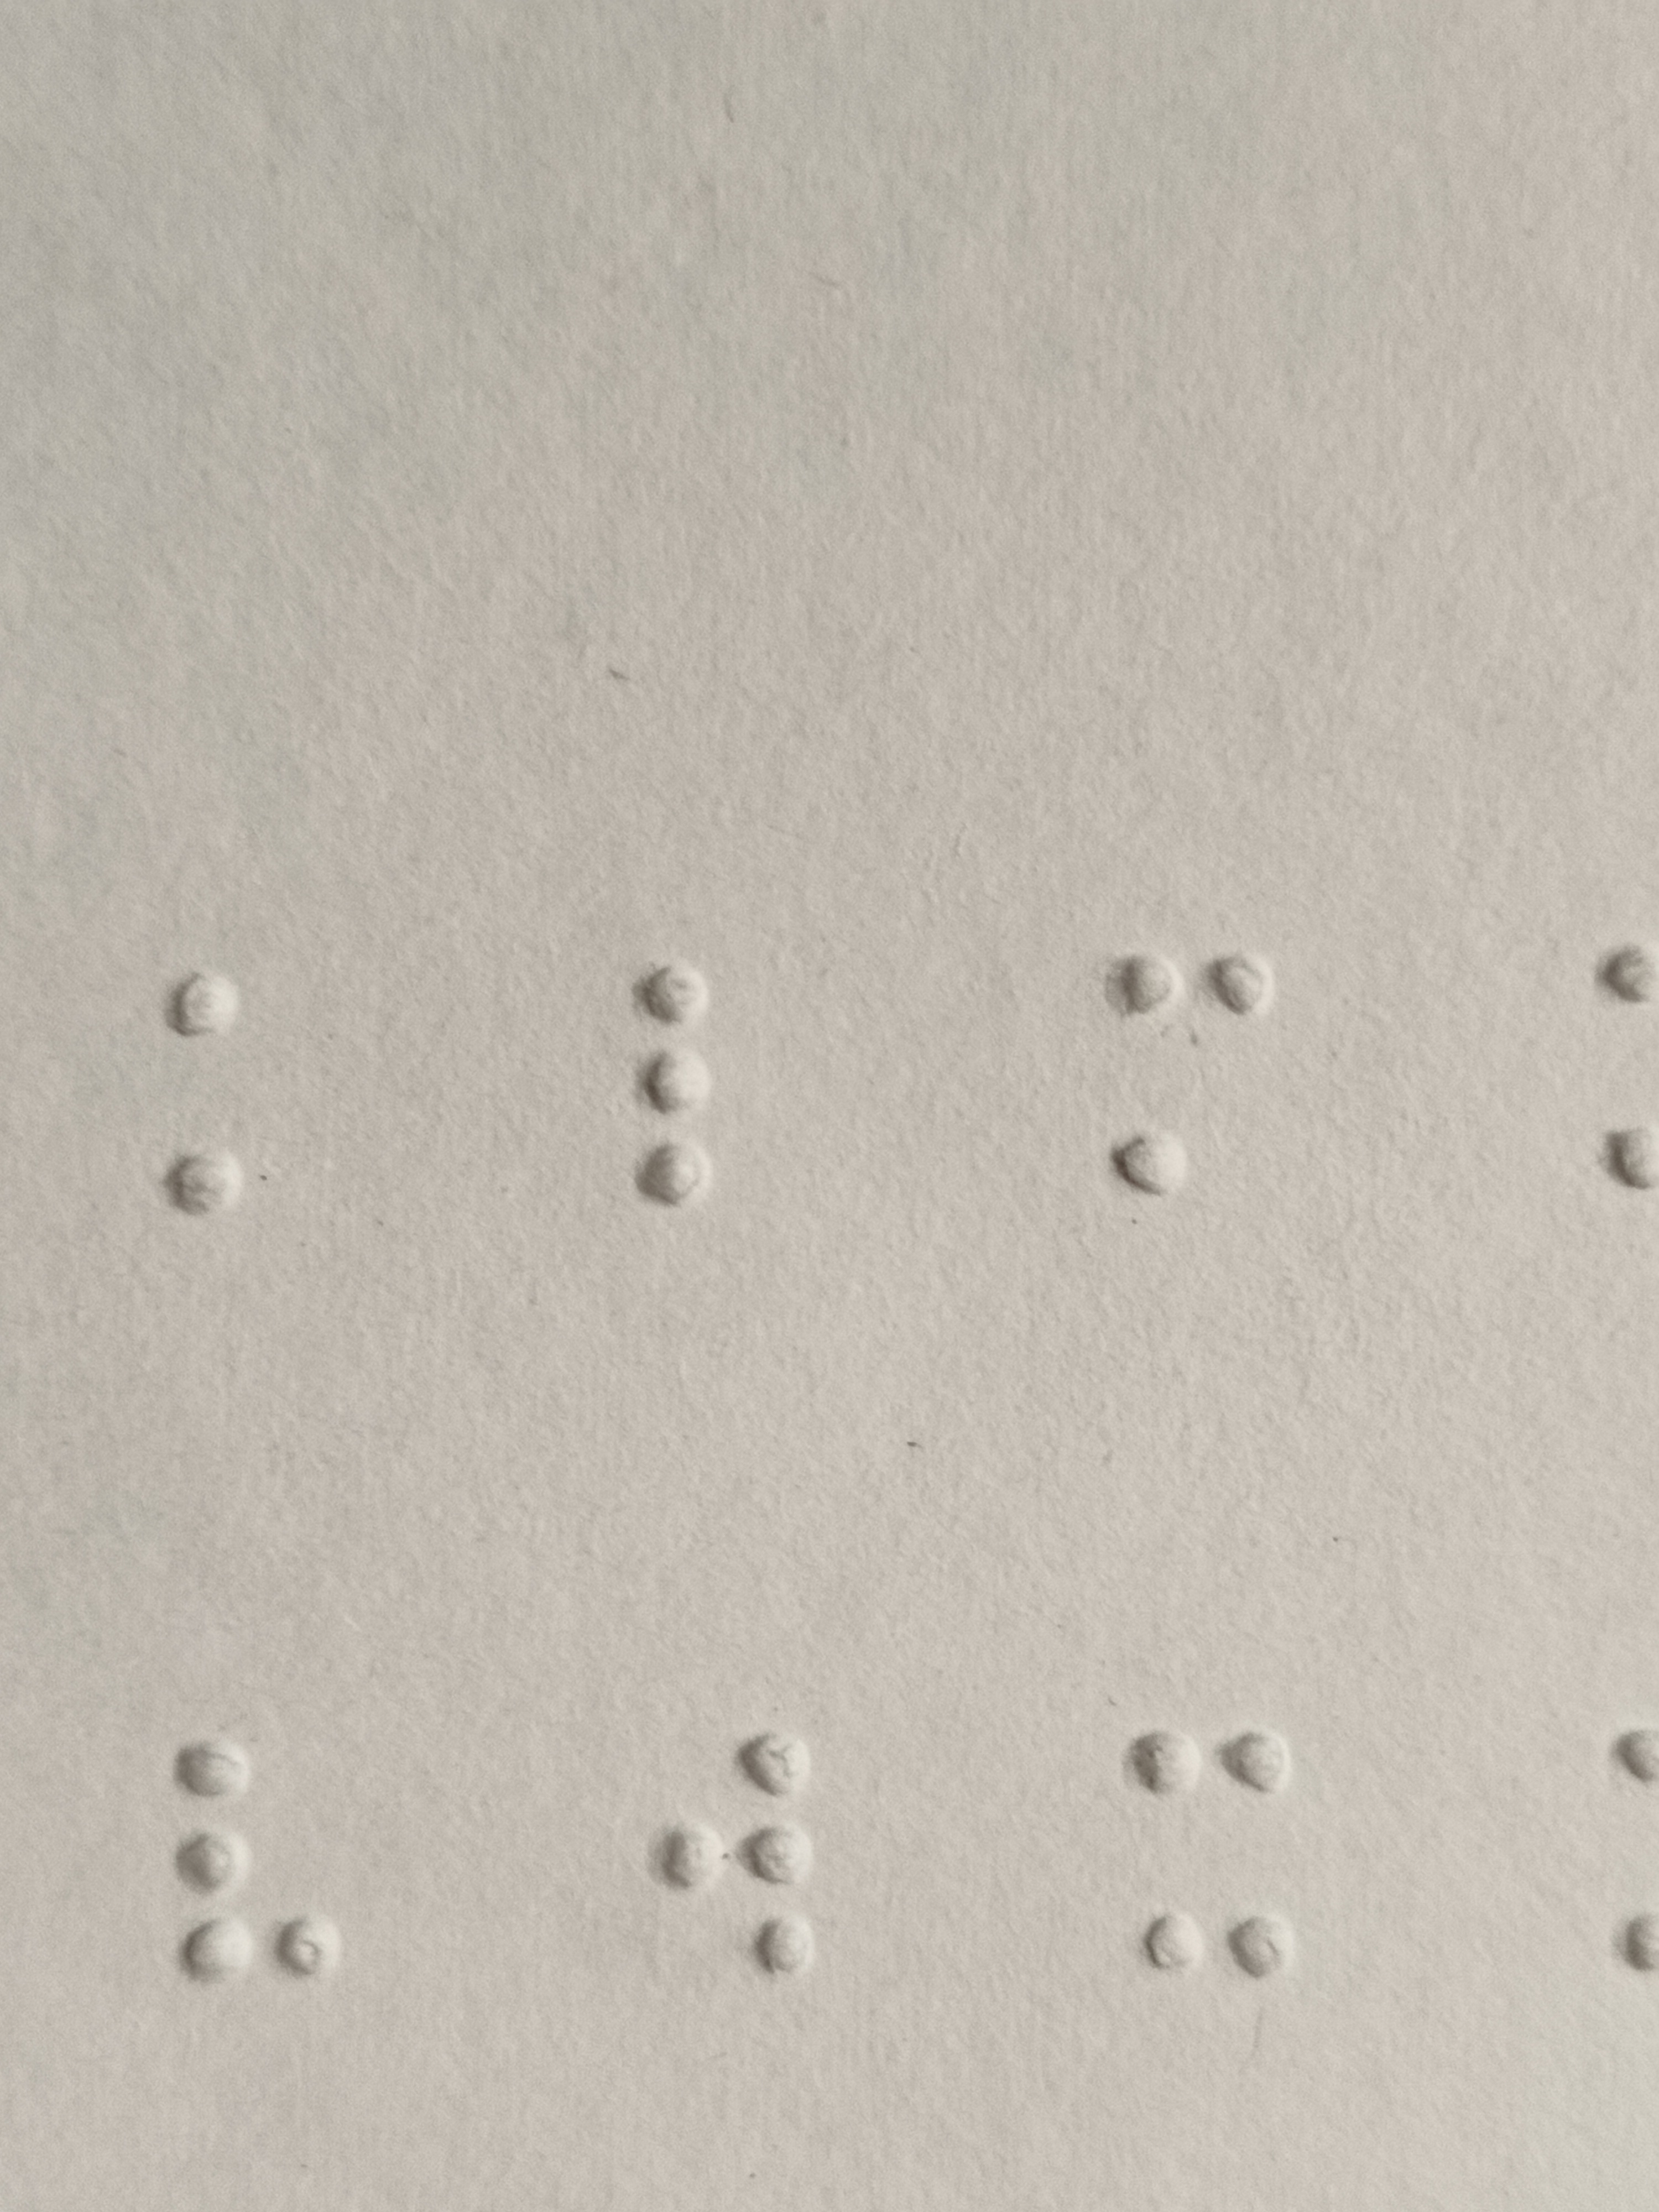 ⠅ ⠇ ⠍
⠧ ⠺ ⠭